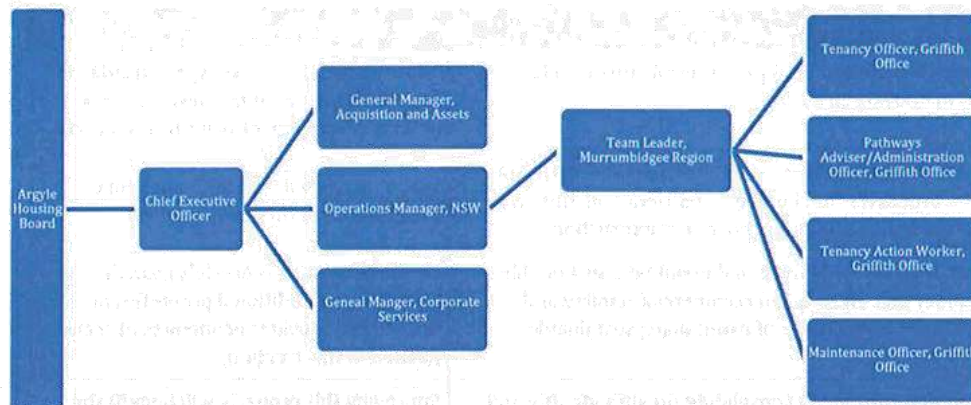 Argyle
Housing
Board
Chief Executive
Officer
General Manager,
Acquisition and Assets
Operations Manager, NSW
Geneal Manger, Corporate
Services
Team Leader,
Murrumbidgee Region
Tenancy Officer, Griffith
Office
Pathways
Adviser/Administration
Officer, Griffith Office
Tenancy Action Worker,
Griffith Office
Maintenance Officer, Griffith
Office